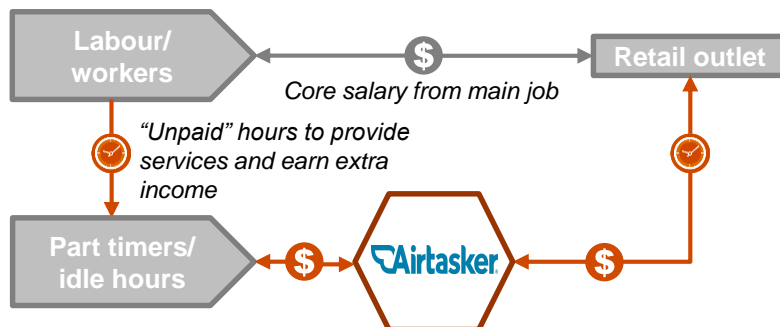 Labour/
workers
$
Retail outlet
Core salary from main job
“Unpaid” hours to provide
services and earn extra
income
Part timers/
idle hours
$
Airtasker
$